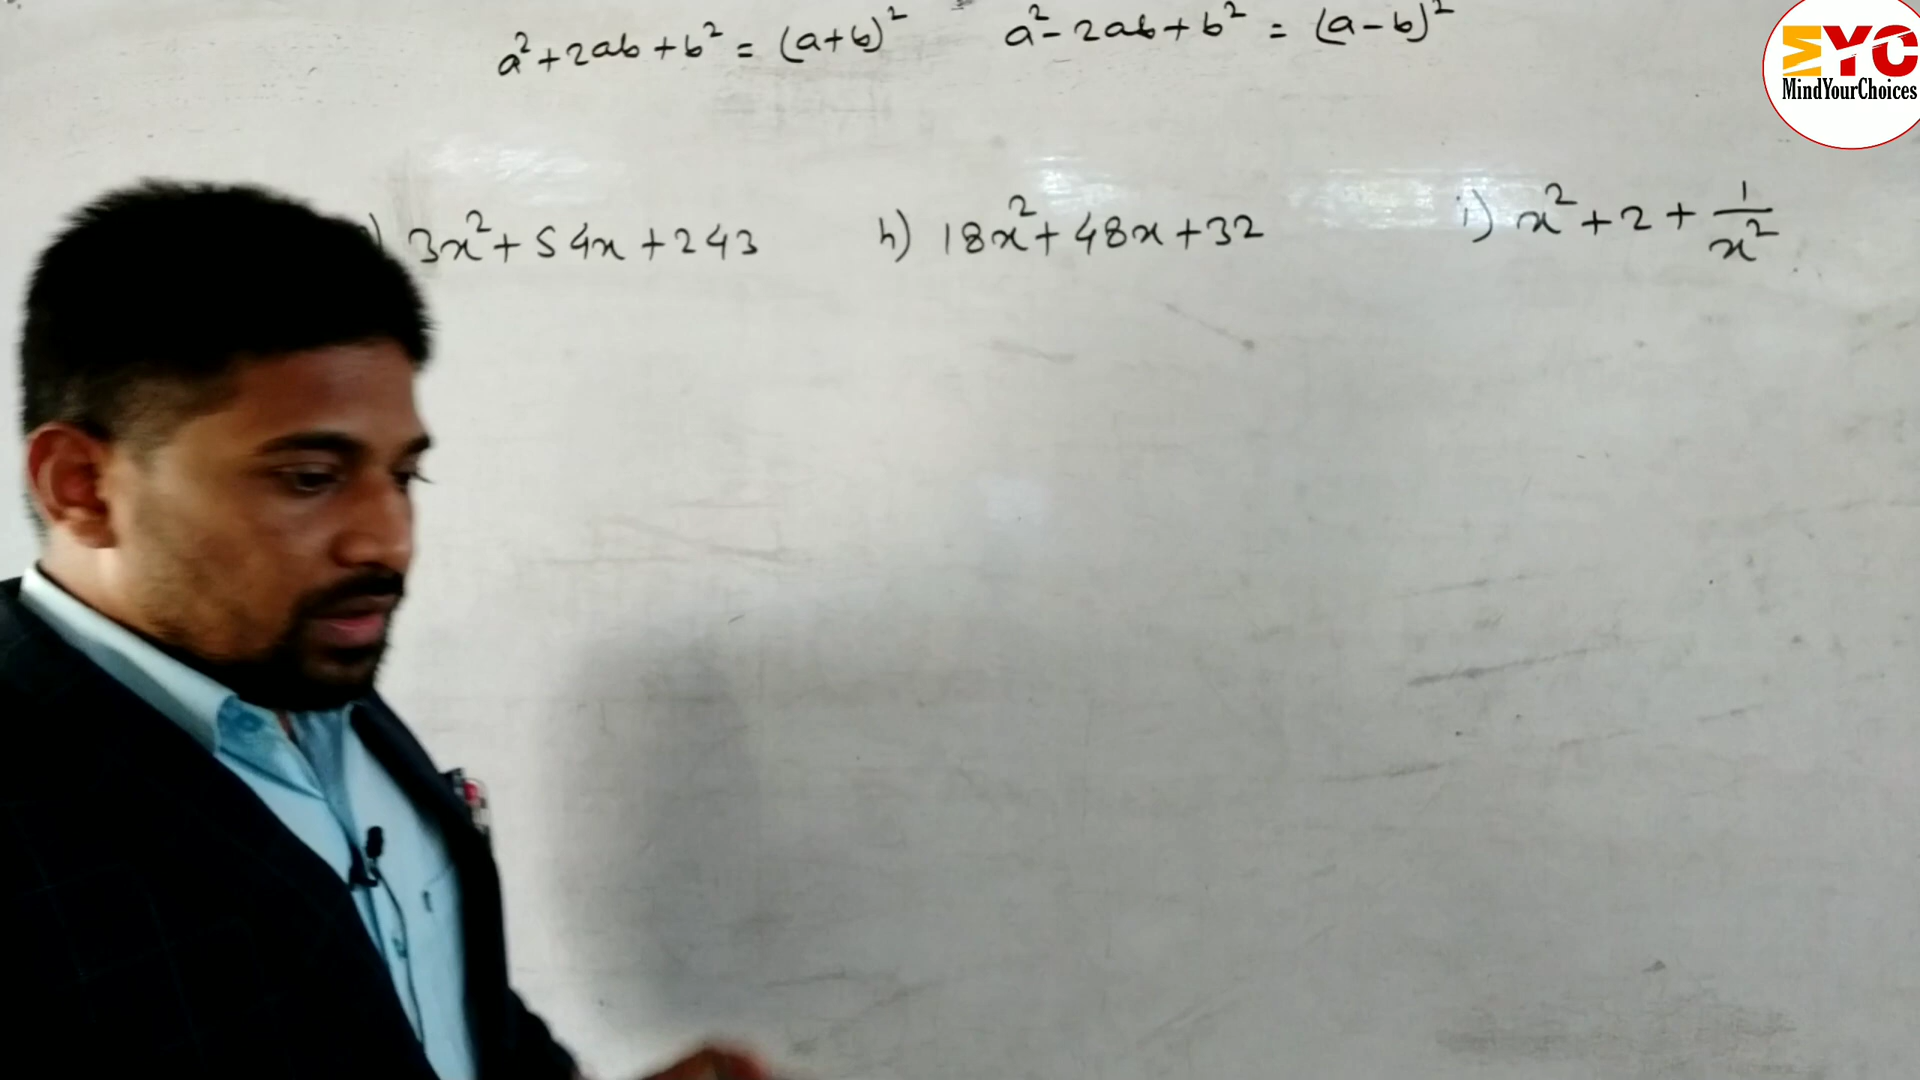 a²+2ab+b² = (a+b)² a²-2ab+b² = (a-b)²
MYC
MindYourChoices
) 3x²+54x+243 h) 18x²+48x+32 i) x²+2+1/x²